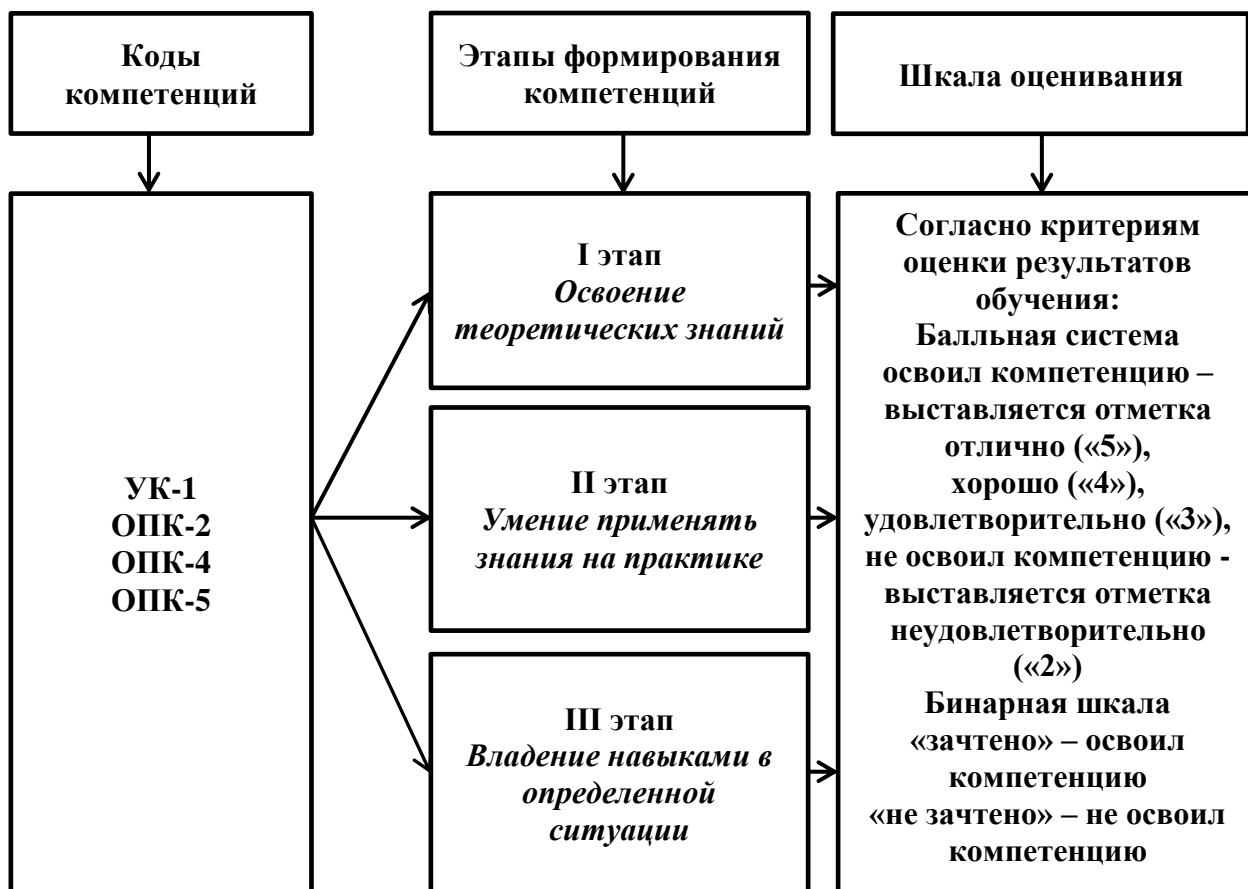 Коды
компетенций
Этапы формирования
компетенций
Шкала оценивания
УК-1
ОПК-2
ОПК-4
ОПК-5
I этап
Освоение
теоретических знаний
II этап
Умение применять
знания на практике
III этап
Владение навыками в
определенной
ситуации
Согласно критериям
оценки результатов
обучения:
Балльная система
освоил компетенцию –
выставляется отметка
отлично («5»),
хорошо («4»),
удовлетворительно («3»),
не освоил компетенцию -
выставляется отметка
неудовлетворительно
(«2»)
Бинарная шкала
«зачтено» – освоил
компетенцию
«не зачтено» – не освоил
компетенцию